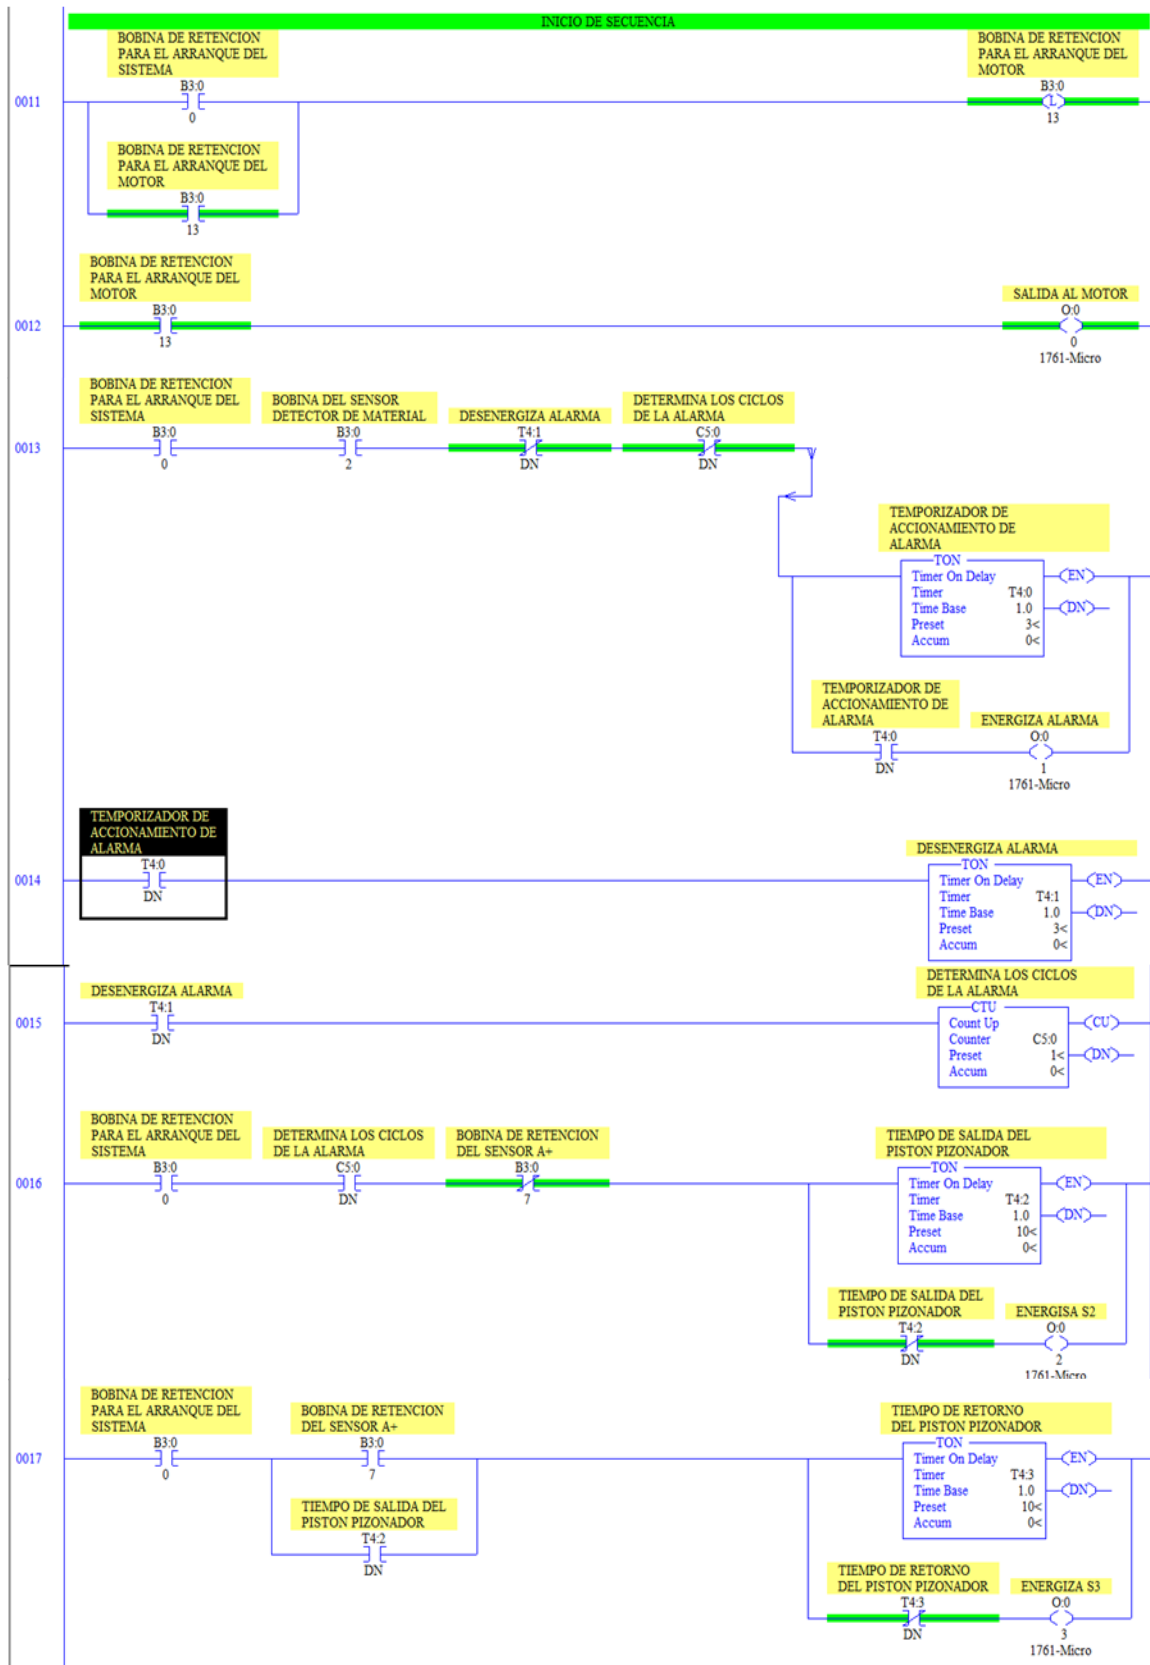 INICIO DE SECUENCIA
BOBINA DE RETENCION
PARA EL ARRANQUE DEL
SISTEMA
B3:0
0
BOBINA DE RETENCION
PARA EL ARRANQUE DEL
MOTOR
B3:0
L
13
0011
BOBINA DE RETENCION
PARA EL ARRANQUE DEL
MOTOR
B3:0
13
BOBINA DE RETENCION
PARA EL ARRANQUE DEL
MOTOR
B3:0
13
0012
SALIDA AL MOTOR
O:0
0
1761-Micro
BOBINA DE RETENCION
PARA EL ARRANQUE DEL
SISTEMA
B3:0
0
0013
BOBINA DEL SENSOR
DETECTOR DE MATERIAL
B3:0
2
DESENERGIZA ALARMA
T4:1
DN
DETERMINA LOS CICLOS
DE LA ALARMA
C5:0
DN
TEMPORIZADOR DE
ACCIONAMIENTO DE
ALARMA
TON
Timer On Delay
Timer T4:0
Time Base 1.0
Preset 3<
Accum 0<
EN
DN
TEMPORIZADOR DE
ACCIONAMIENTO DE
ALARMA
T4:0
DN
ENERGIZA ALARMA
O:0
1
1761-Micro
TEMPORIZADOR DE
ACCIONAMIENTO DE
ALARMA
T4:0
DN
0014
DESENERGIZA ALARMA
TON
Timer On Delay
Timer T4:1
Time Base 1.0
Preset 3<
Accum 0<
EN
DN
DESENERGIZA ALARMA
T4:1
DN
0015
DETERMINA LOS CICLOS
DE LA ALARMA
CTU
Count Up
Counter C5:0
Preset 1<
Accum 0<
CU
DN
BOBINA DE RETENCION
PARA EL ARRANQUE DEL
SISTEMA
B3:0
0
0016
DETERMINA LOS CICLOS
DE LA ALARMA
C5:0
DN
BOBINA DE RETENCION
DEL SENSOR A+
B3:0
7
TIEMPO DE SALIDA DEL
PISTON PIZONADOR
TON
Timer On Delay
Timer T4:2
Time Base 1.0
Preset 10<
Accum 0<
EN
DN
TIEMPO DE SALIDA DEL
PISTON PIZONADOR
T4:2
DN
ENERGISA S2
O:0
2
1761-Micro
BOBINA DE RETENCION
PARA EL ARRANQUE DEL
SISTEMA
B3:0
0
0017
BOBINA DE RETENCION
DEL SENSOR A+
B3:0
7
TIEMPO DE SALIDA DEL
PISTON PIZONADOR
T4:2
DN
TIEMPO DE RETORNO
DEL PISTON PIZONADOR
TON
Timer On Delay
Timer T4:3
Time Base 1.0
Preset 10<
Accum 0<
EN
DN
TIEMPO DE RETORNO
DEL PISTON PIZONADOR
T4:3
DN
ENERGIZA S3
O:0
3
1761-Micro